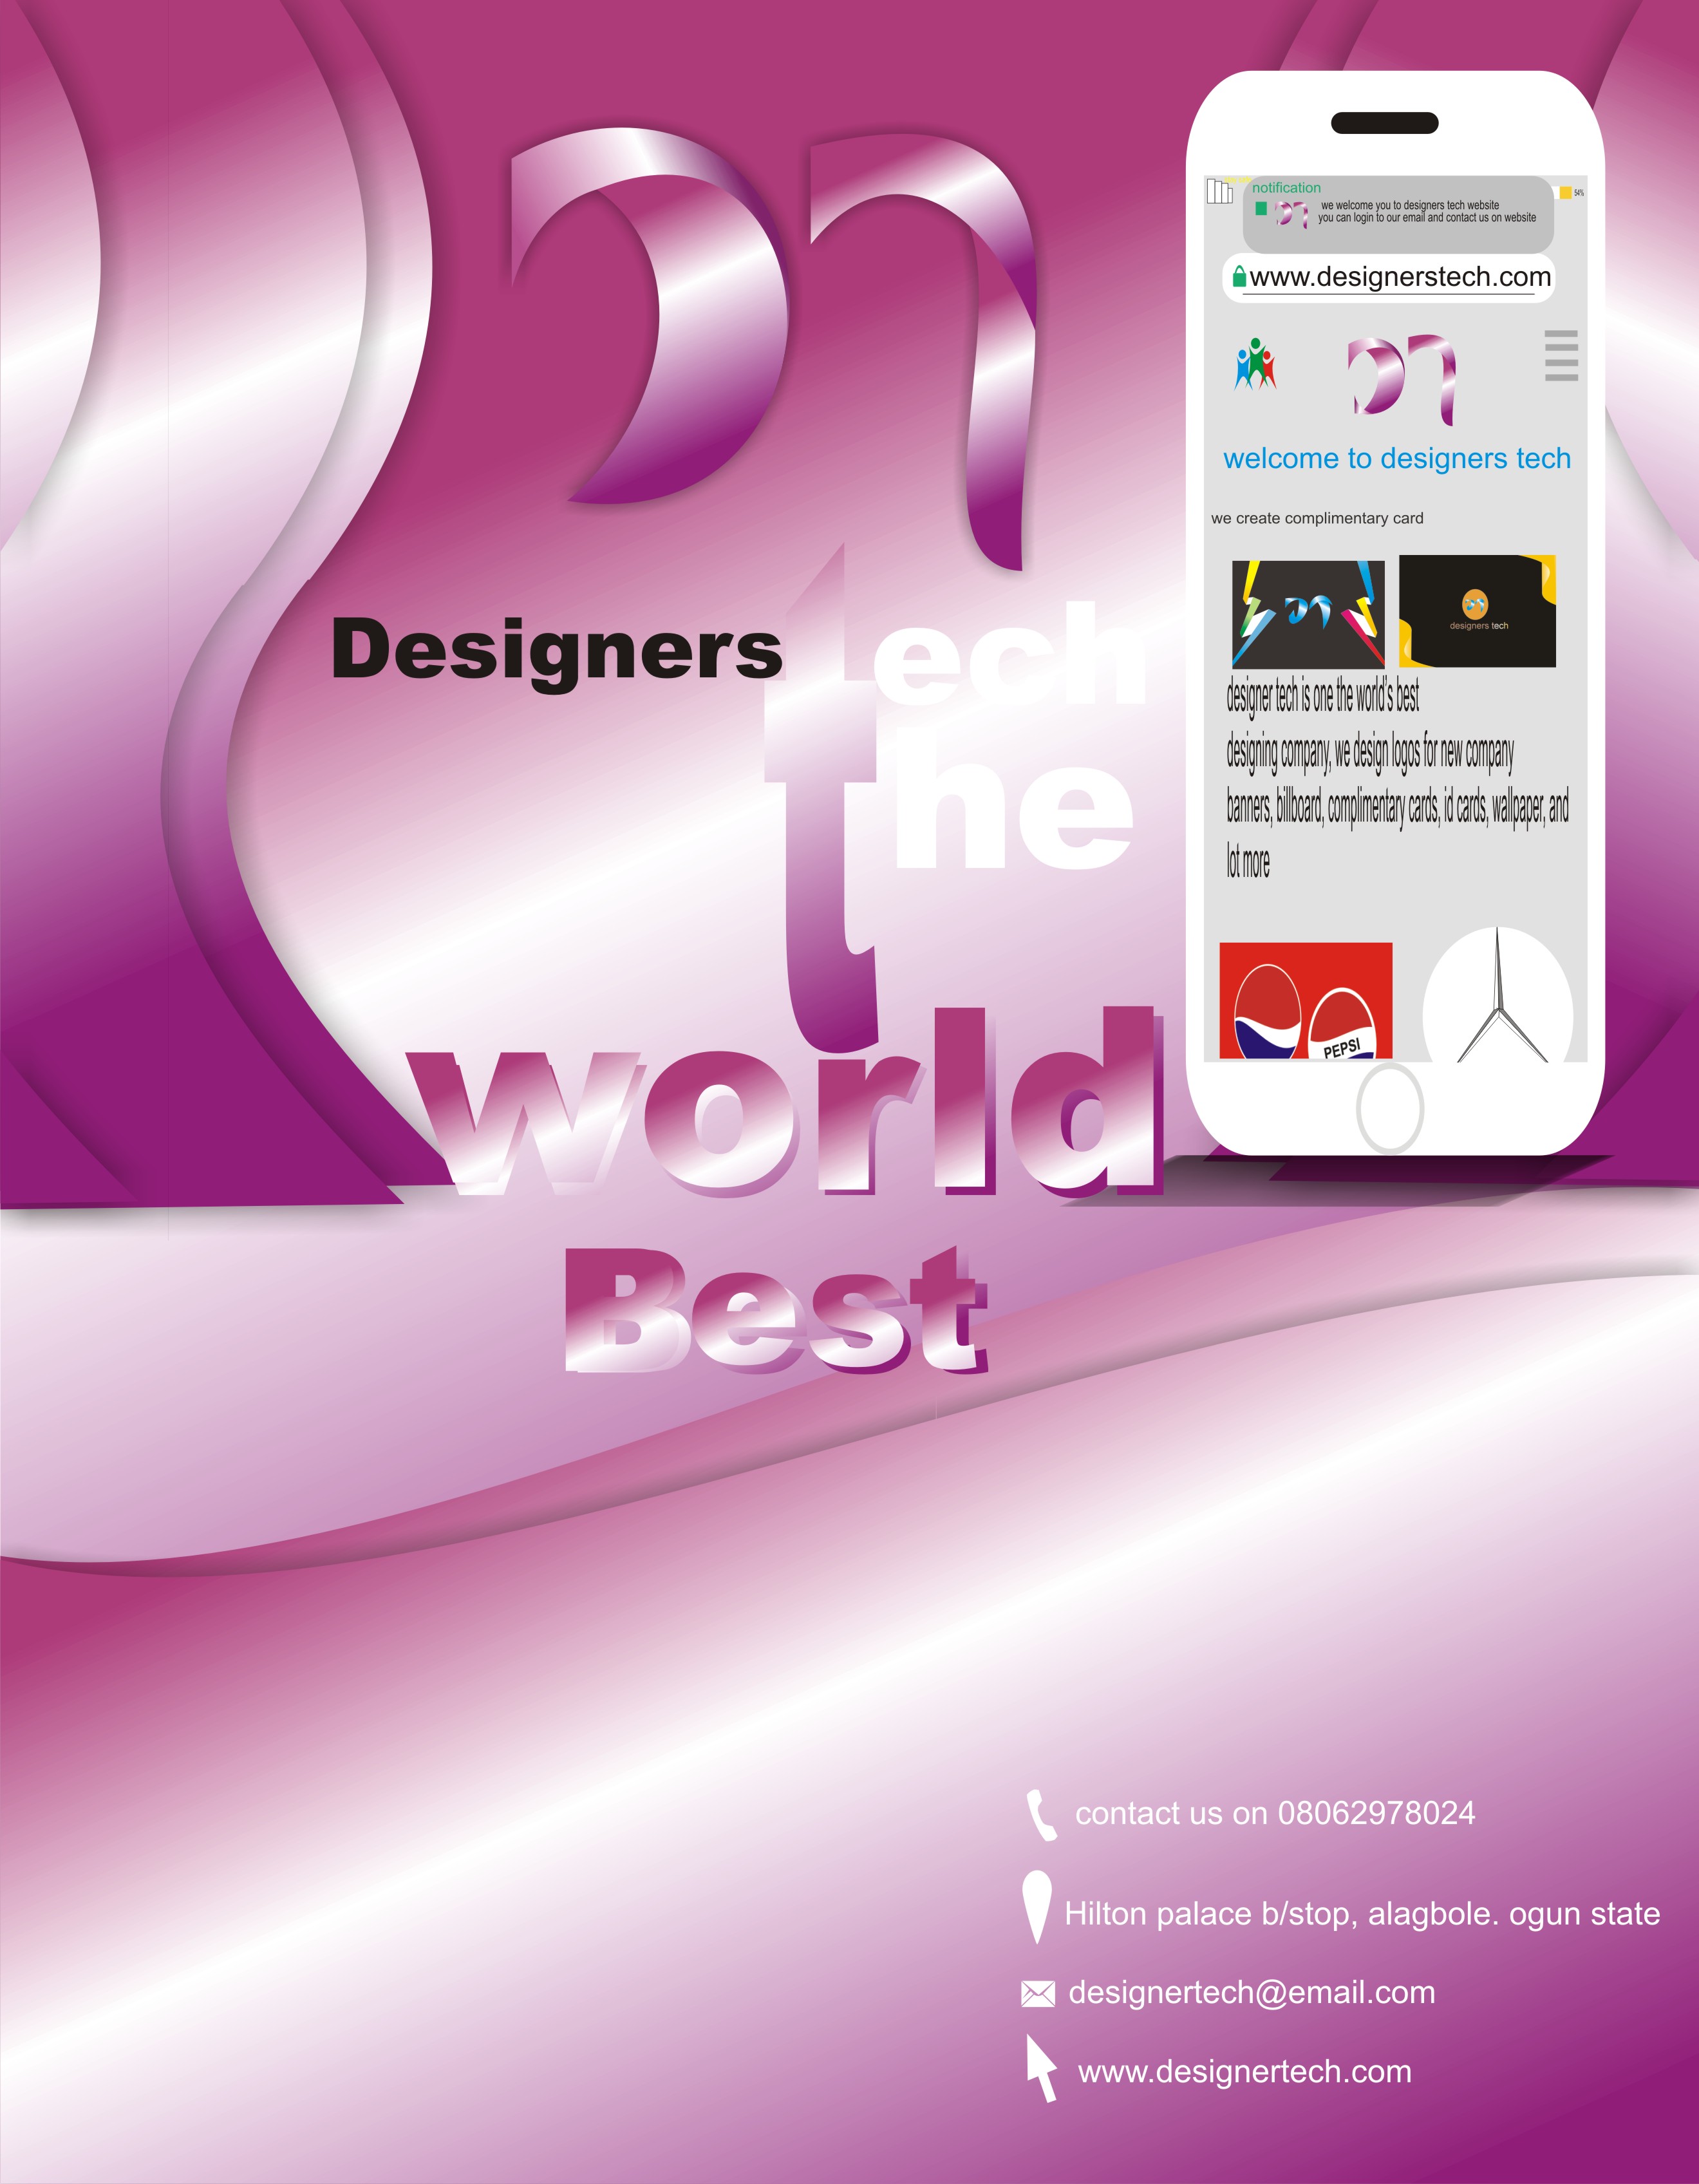 Designers tech
the
world
Best
notification
we welcome you to designers tech website
you can login to our email and contact us on website
54%
www.designerstech.com
welcome to designers tech
we create complimentary card
designers tech
designer tech is one the world's best
designing company, we design logos for new company
banners, billboard, complimentary cards, id cards, wallpaper, and
lot more
PEPSI
contact us on 08062978024
Hilton palace b/stop, alagbole. ogun state
designertech@email.com
www.designertech.com